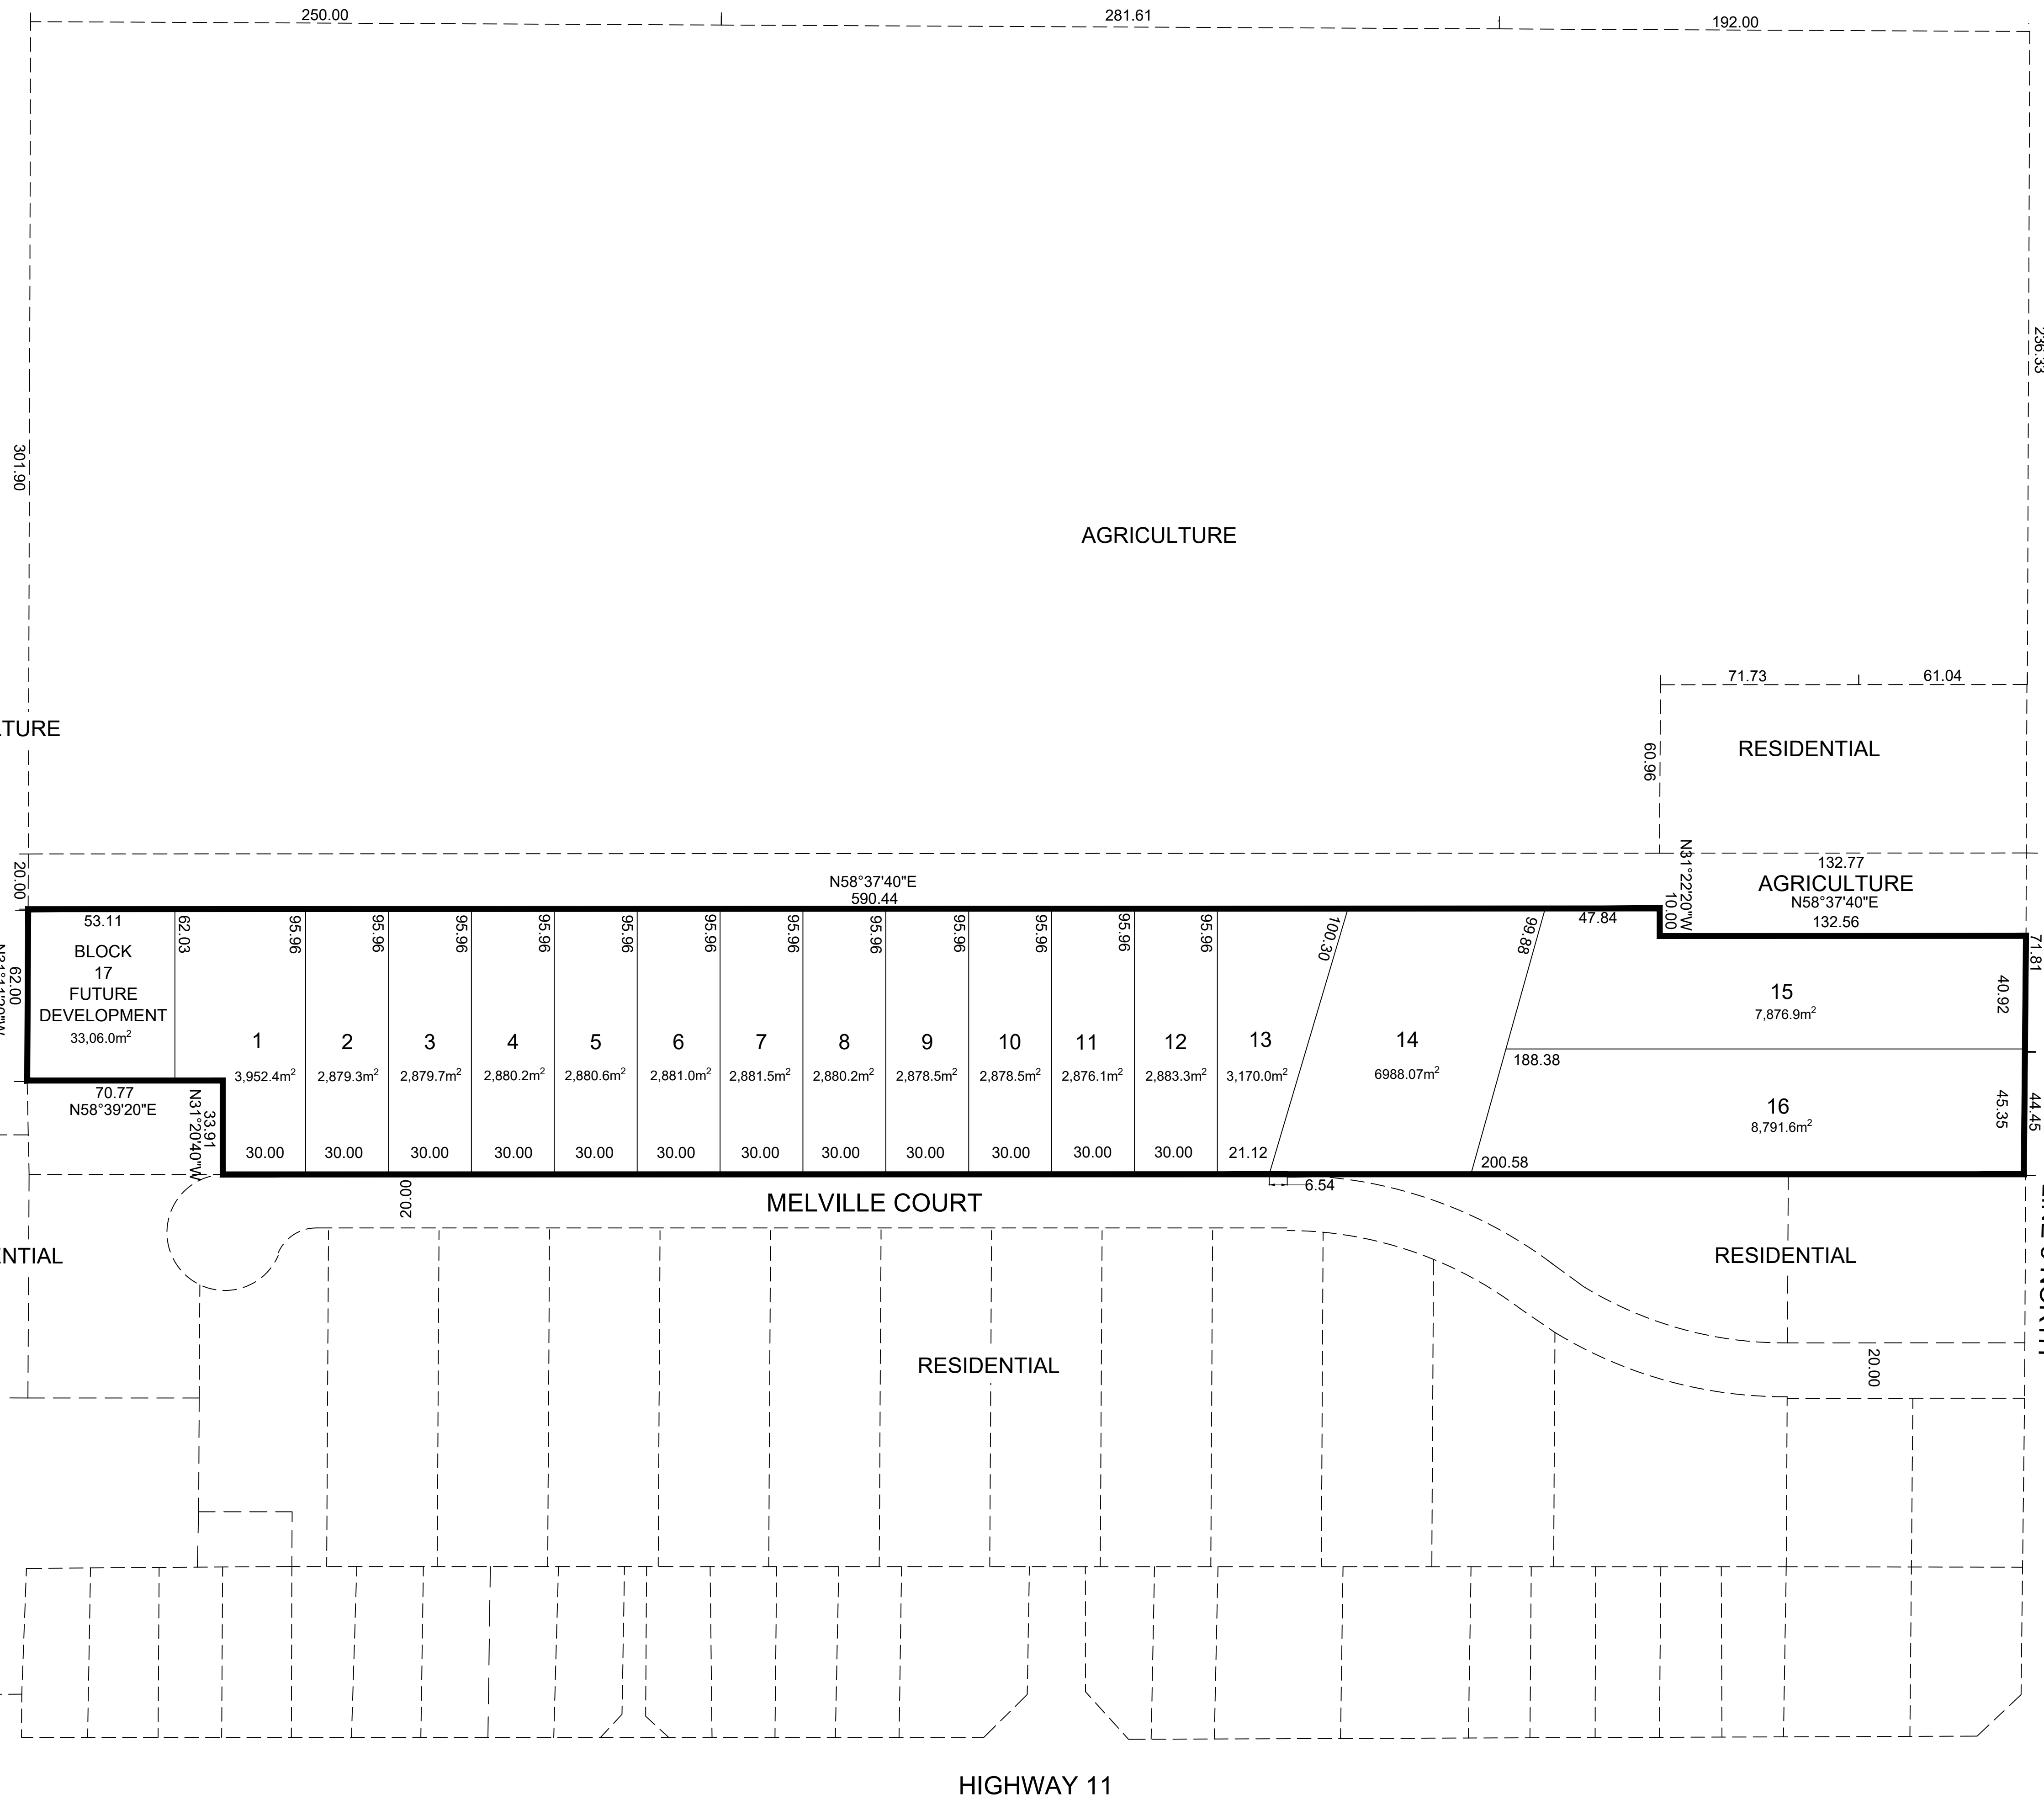 250.00
281.61
192.00
236.33
301.90
AGRICULTURE
71.73
61.04
TURE
RESIDENTIAL
60.96
20.00
N58°37'40"E
590.44
N31°22'20"W
10.00
132.77
AGRICULTURE
N58°37'40"E
132.56
71.81
53.11
62.03
95.96
95.96
95.96
95.96
95.96
95.96
95.96
95.96
95.96
95.96
95.96
95.96
100.30
99.88
47.84
BLOCK
17
FUTURE
DEVELOPMENT
33,06.0m²
62.00
40.92
15
7,876.9m²
1
2
3
4
5
6
7
8
9
10
11
12
13
14
3,952.4m²
2,879.3m²
2,879.7m²
2,880.2m²
2,880.6m²
2,881.0m²
2,881.5m²
2,880.2m²
2,878.5m²
2,878.5m²
2,876.1m²
2,883.3m²
3,170.0m²
6988.07m²
188.38
70.77
N58°39'20"E
33.91
N31°20'40"W
16
8,791.6m²
45.35
44.45
30.00
30.00
30.00
30.00
30.00
30.00
30.00
30.00
30.00
30.00
30.00
30.00
21.12
200.58
6.54
20.00
MELVILLE COURT
NTIAL
RESIDENTIAL
RESIDENTIAL
20.00
HIGHWAY 11